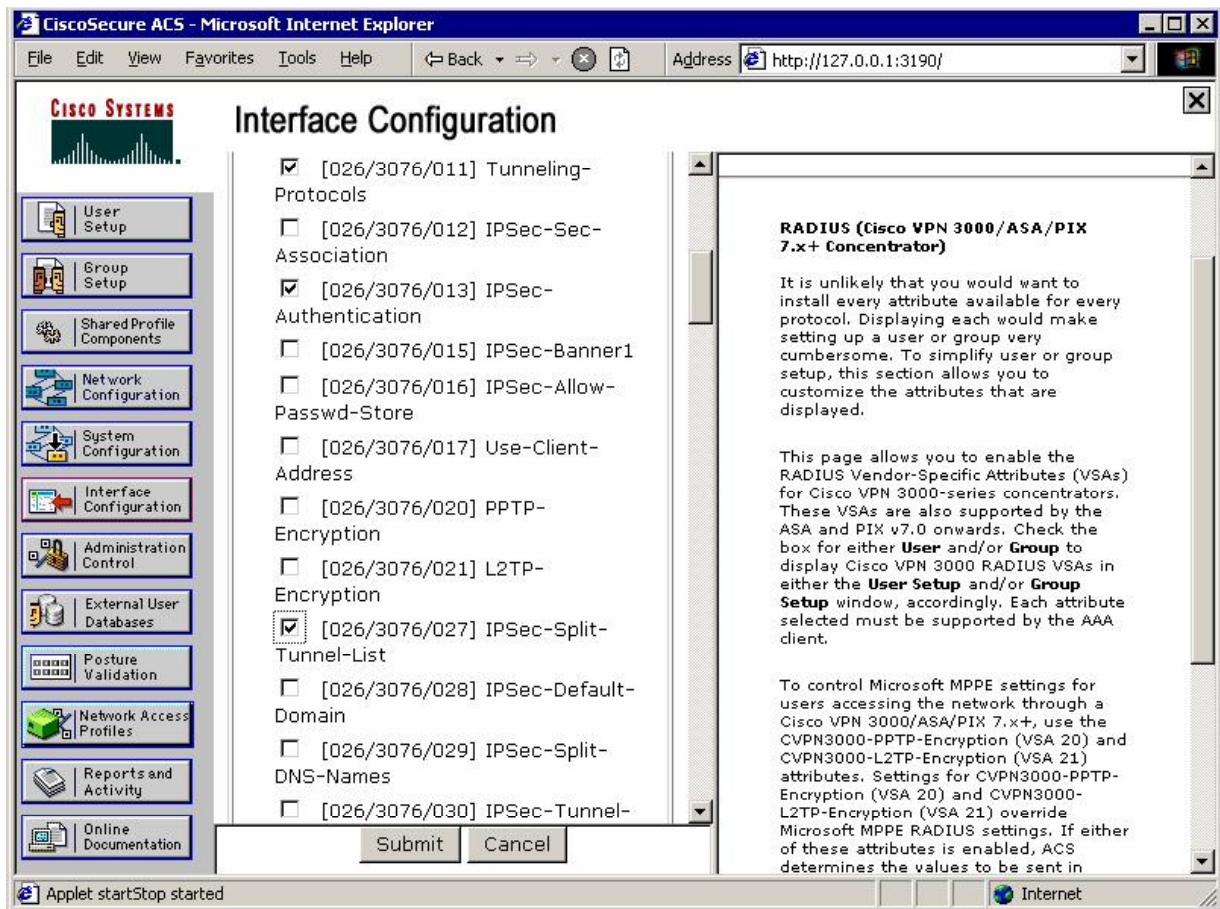 CiscoSecure ACS - Microsoft Internet Explorer
File Edit View Favorites Tools Help Back Address http://127.0.0.1:3190/
CISCO SYSTEMS
Interface Configuration
User
Setup
Group
Setup
Shared Profile
Components
Network
Configuration
System
Configuration
Interface
Configuration
Administration
Control
External User
Databases
Posture
Validation
Network Access
Profiles
Reports and
Activity
Online
Documentation
[026/3076/011] Tunneling-
Protocols
[026/3076/012] IPSec-Sec-
Association
[026/3076/013] IPSec-
Authentication
[026/3076/015] IPSec-Banner1
[026/3076/016] IPSec-Allow-
Passwd-Store
[026/3076/017] Use-Client-
Address
[026/3076/020] PPTP-
Encryption
[026/3076/021] L2TP-
Encryption
[026/3076/027] IPSec-Split-
Tunnel-List
[026/3076/028] IPSec-Default-
Domain
[026/3076/029] IPSec-Split-
DNS-Names
[026/3076/030] IPSec-Tunnel-
Submit Cancel
RADIUS (Cisco VPN 3000/ASA/PIX
7.x+ Concentrator)
It is unlikely that you would want to
install every attribute available for every
protocol. Displaying each would make
setting up a user or group very
cumbersome. To simplify user or group
setup, this section allows you to
customize the attributes that are
displayed.
This page allows you to enable the
RADIUS Vendor-Specific Attributes (VSAs)
for Cisco VPN 3000-series concentrators.
These VSAs are also supported by the
ASA and PIX v7.0 onwards. Check the
box for either User and/or Group to
display Cisco VPN 3000 RADIUS VSAs in
either the User Setup and/or Group
Setup window, accordingly. Each attribute
selected must be supported by the AAA
client.
To control Microsoft MPPE settings for
users accessing the network through a
Cisco VPN 3000/ASA/PIX 7.x+, use the
CVPN3000-PPTP-Encryption (VSA 20) and
CVPN3000-L2TP-Encryption (VSA 21)
attributes. Settings for CVPN3000-PPTP-
Encryption (VSA 20) and CVPN3000-
L2TP-Encryption (VSA 21) override
Microsoft MPPE RADIUS settings. If either
of these attributes is enabled, ACS
determines the values to be sent in
Applet startStop started
Internet